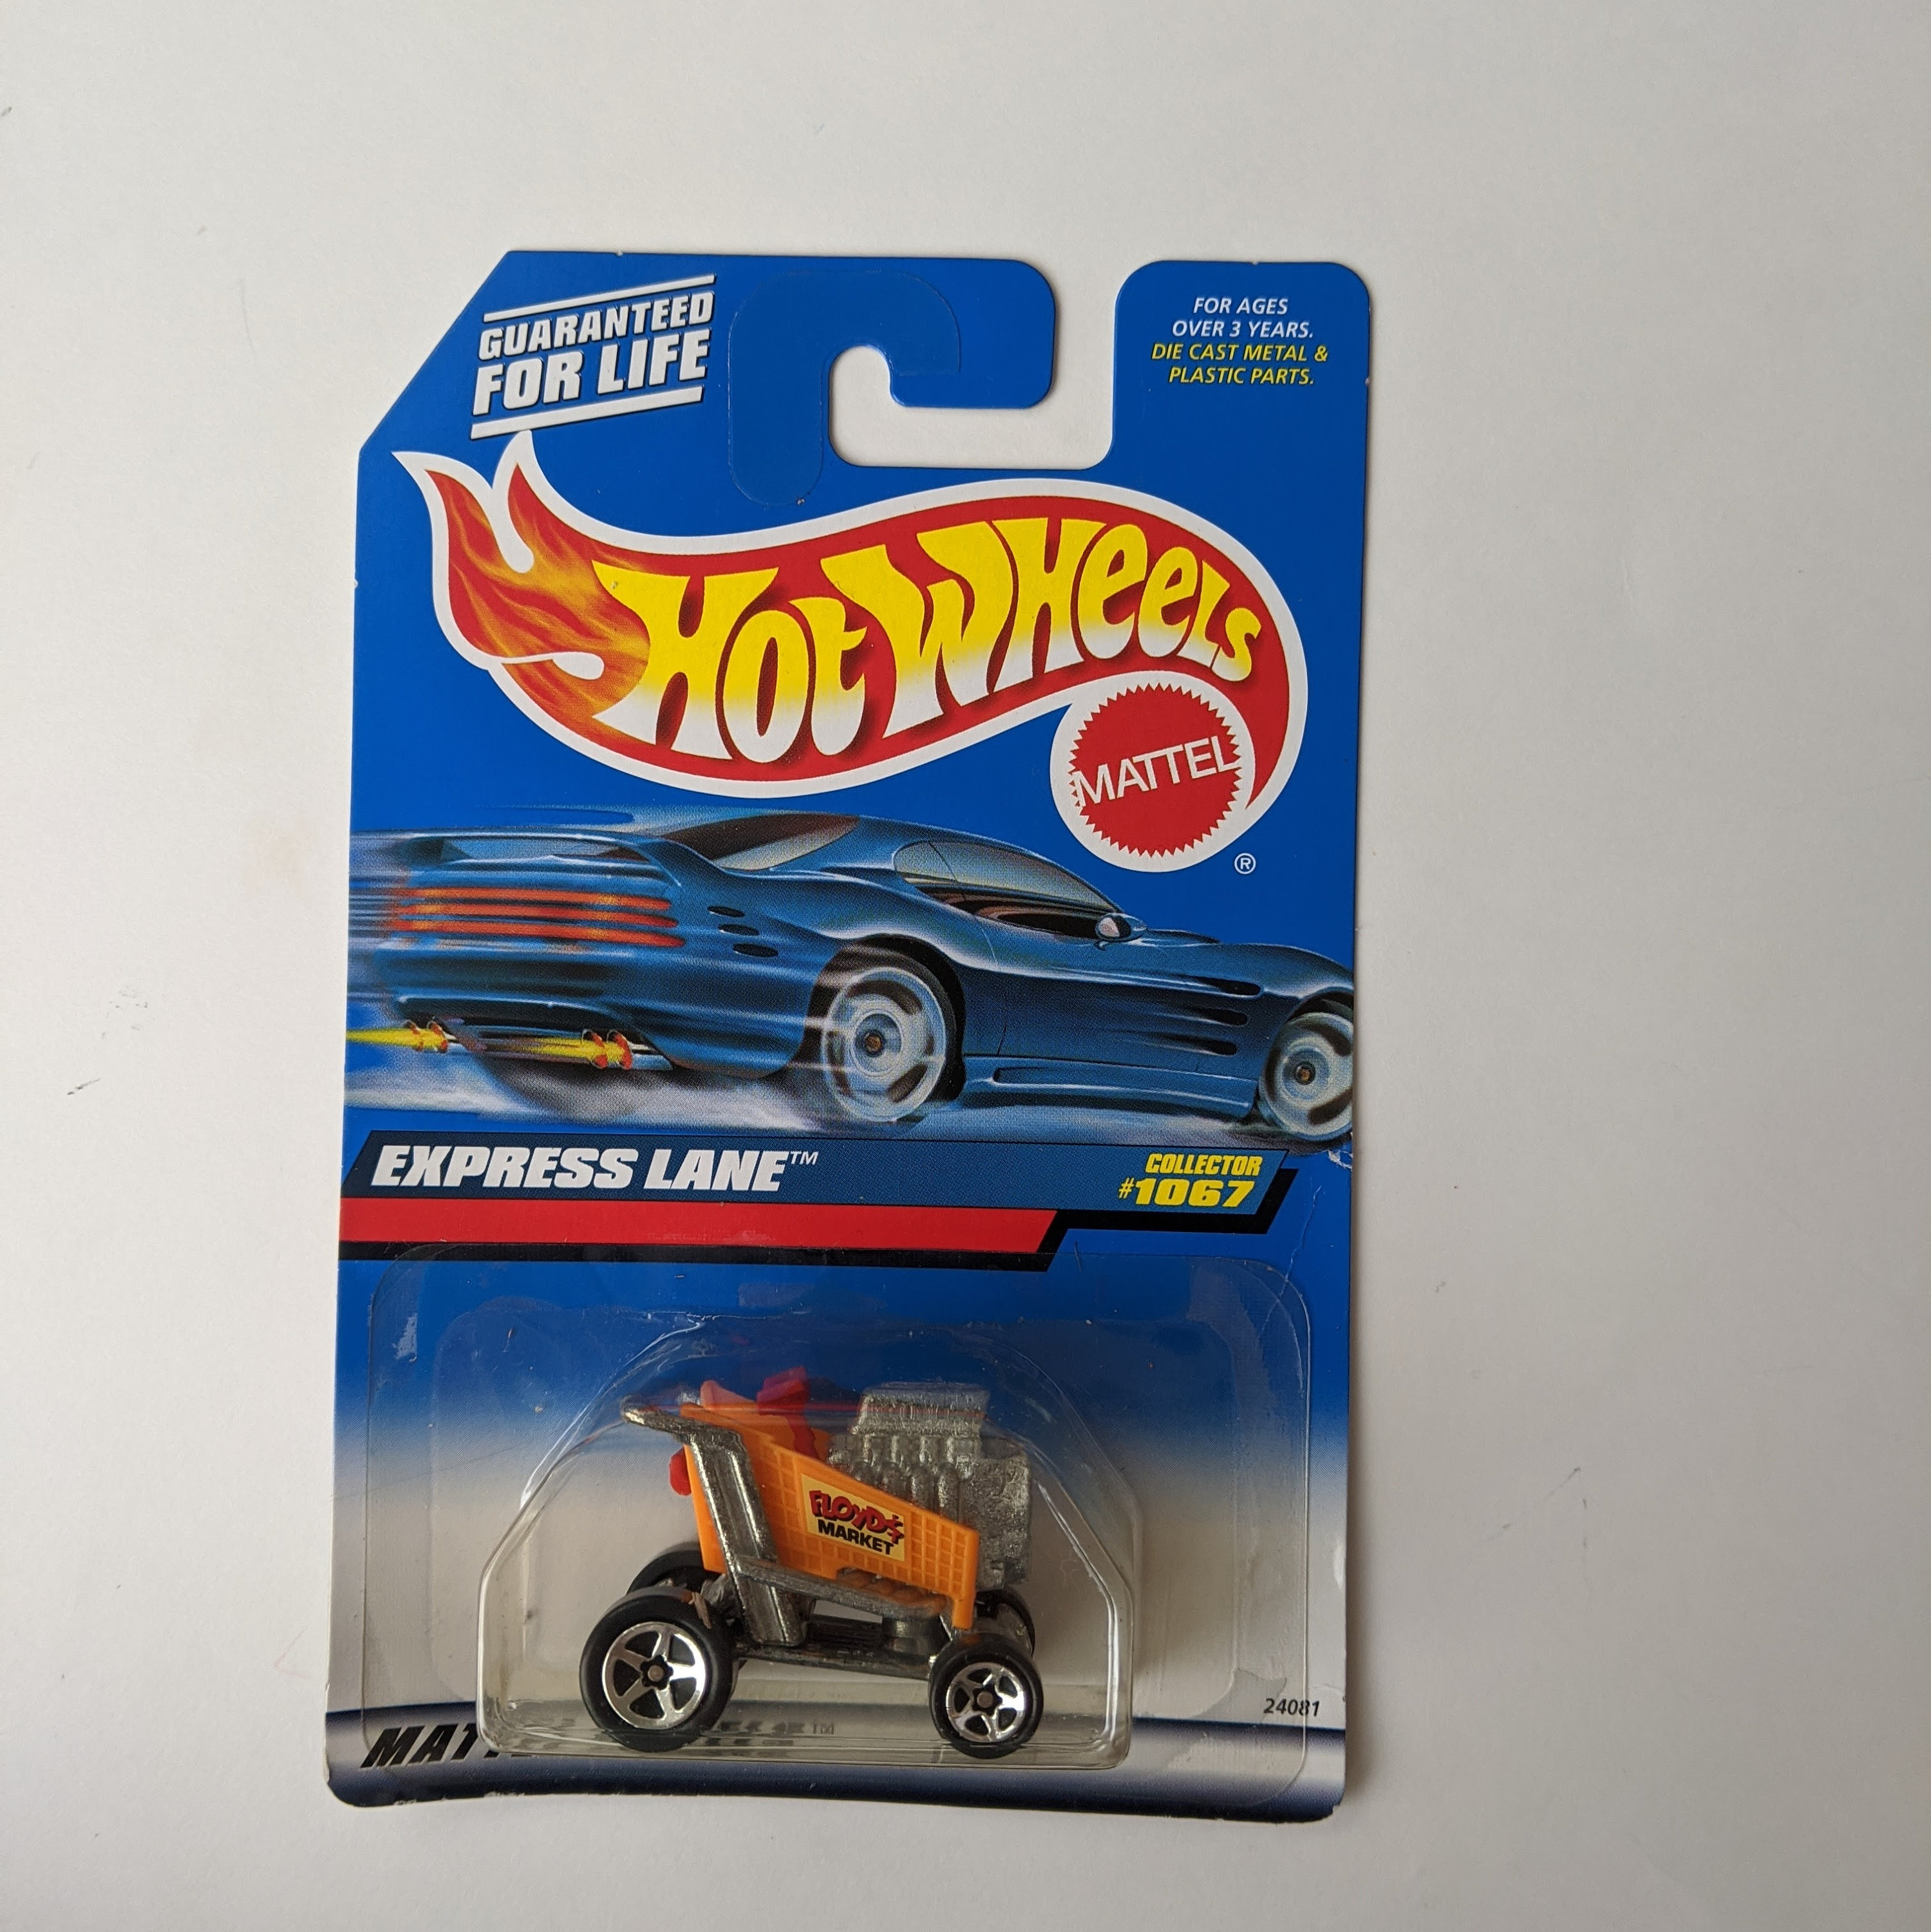 GUARANTEED
FOR LIFE
FOR AGES
OVER 3 YEARS.
DIE CAST METAL &
PLASTIC PARTS.
Hot Wheels
MATTEL
®
EXPRESS LANE™
COLLECTOR
#1067
FLOYD'S
MARKET
24081
™